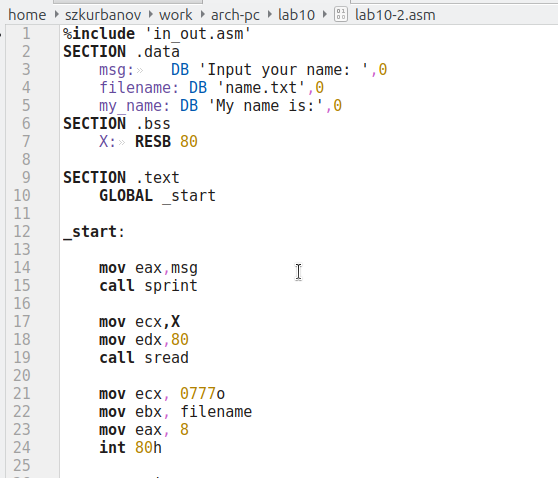 home szkurbanov work arch-pc lab10 lab10-2.asm
1 %include 'in_out.asm'
2 SECTION .data
3 msg:» DB 'Input your name: ',0
4 filename: DB 'name.txt',0
5 my_name: DB 'My name is:',0
6 SECTION .bss
7 X:» RESB 80
8
9 SECTION .text
10 GLOBAL _start
11
12 _start:
13
14 mov eax,msg
15 call sprint
16
17 mov ecx,X
18 mov edx,80
19 call sread
20
21 mov ecx, 0777o
22 mov ebx, filename
23 mov eax, 8
24 int 80h
25